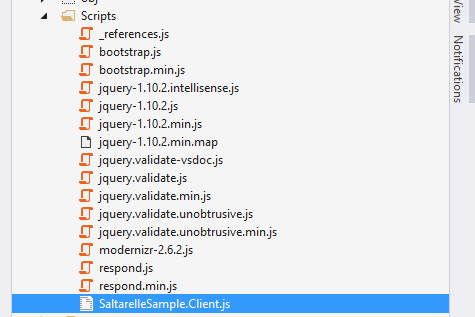 obj
Scripts
_references.js
bootstrap.js
bootstrap.min.js
jquery-1.10.2.intellisense.js
jquery-1.10.2.js
jquery-1.10.2.min.js
jquery-1.10.2.min.map
jquery.validate-vsdoc.js
jquery.validate.js
jquery.validate.min.js
jquery.validate.unobtrusive.js
jquery.validate.unobtrusive.min.js
modernizr-2.6.2.js
respond.js
respond.min.js
SaltarelleSample.Client.js
View
Notifications